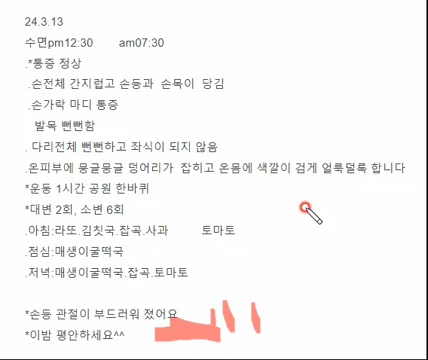 24.3.13
수면pm12:30 am07:30
.*통증 정상
.손전체 간지럽고 손등과 손목이 당김
.손가락 마디 통증
발목 뻣뻣함
. 다리전체 뻣뻣하고 좌식이 되지 않음
.온피부에 뭉글뭉글 덩어리가 잡히고 온몸에 색깔이 검게 얼룩덜룩 합니다
*운동 1시간 공원 한바퀴
*대변 2회, 소변 6회
.아침:라또.김칫국.잡곡.사과 토마토
.점심:매생이굴떡국
.저녁:매생이굴떡국.잡곡.토마토
*손등 관절이 부드러워 졌어요
*이밤 평안하세요^^